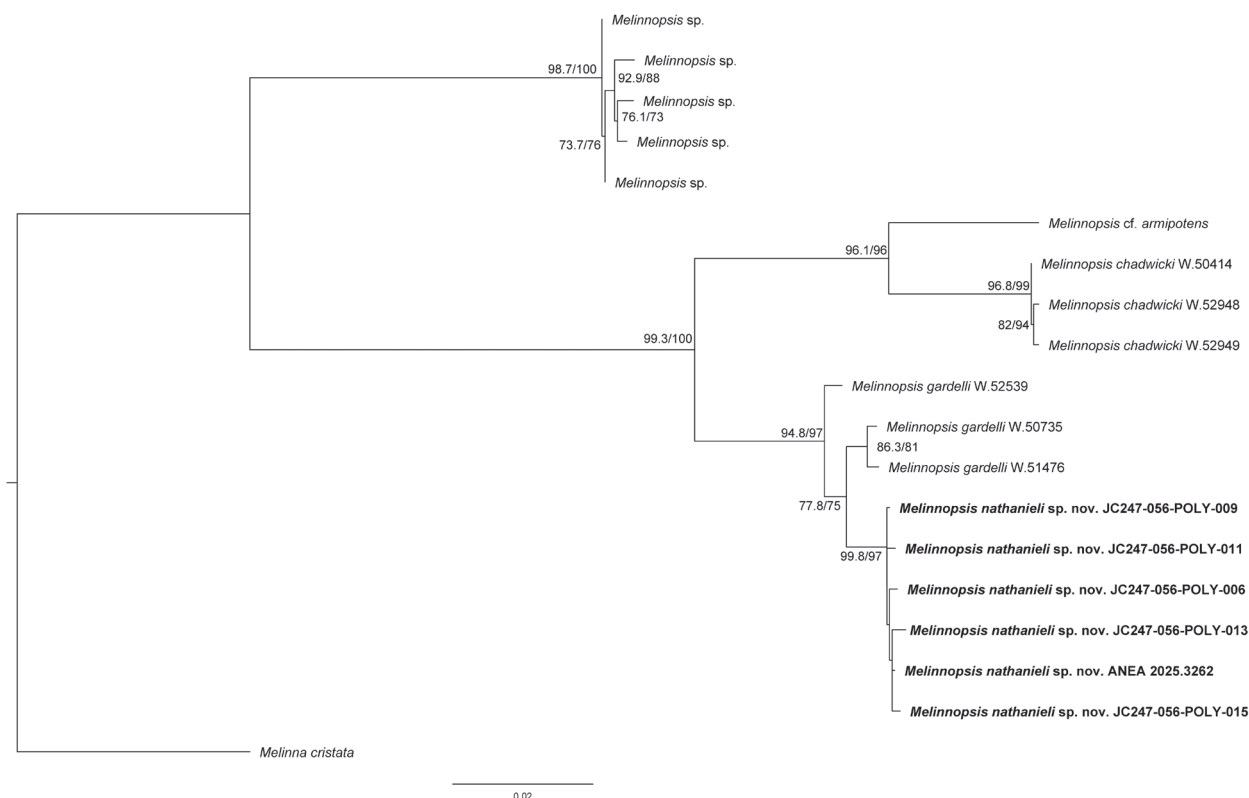 Melinnopsis sp.
98.7/100
Melinnopsis sp.
92.9/88
Melinnopsis sp.
76.1/73
Melinnopsis sp.
73.7/76
Melinnopsis sp.
Melinnopsis cf. armipotens
96.1/96
Melinnopsis chadwicki W.50414
96.8/99
Melinnopsis chadwicki W.52948
82/94
99.3/100
Melinnopsis chadwicki W.52949
Melinnopsis gardelli W.52539
Melinnopsis gardelli W.50735
94.8/97
86.3/81
Melinnopsis gardelli W.51476
77.8/75
Melinnopsis nathanieli sp. nov. JC247-056-POLY-009
Melinnopsis nathanieli sp. nov. JC247-056-POLY-011
99.8/97
Melinnopsis nathanieli sp. nov. JC247-056-POLY-006
Melinnopsis nathanieli sp. nov. JC247-056-POLY-013
Melinnopsis nathanieli sp. nov. ANEA 2025.3262
Melinnopsis nathanieli sp. nov. JC247-056-POLY-015
Melinna cristata
0.02